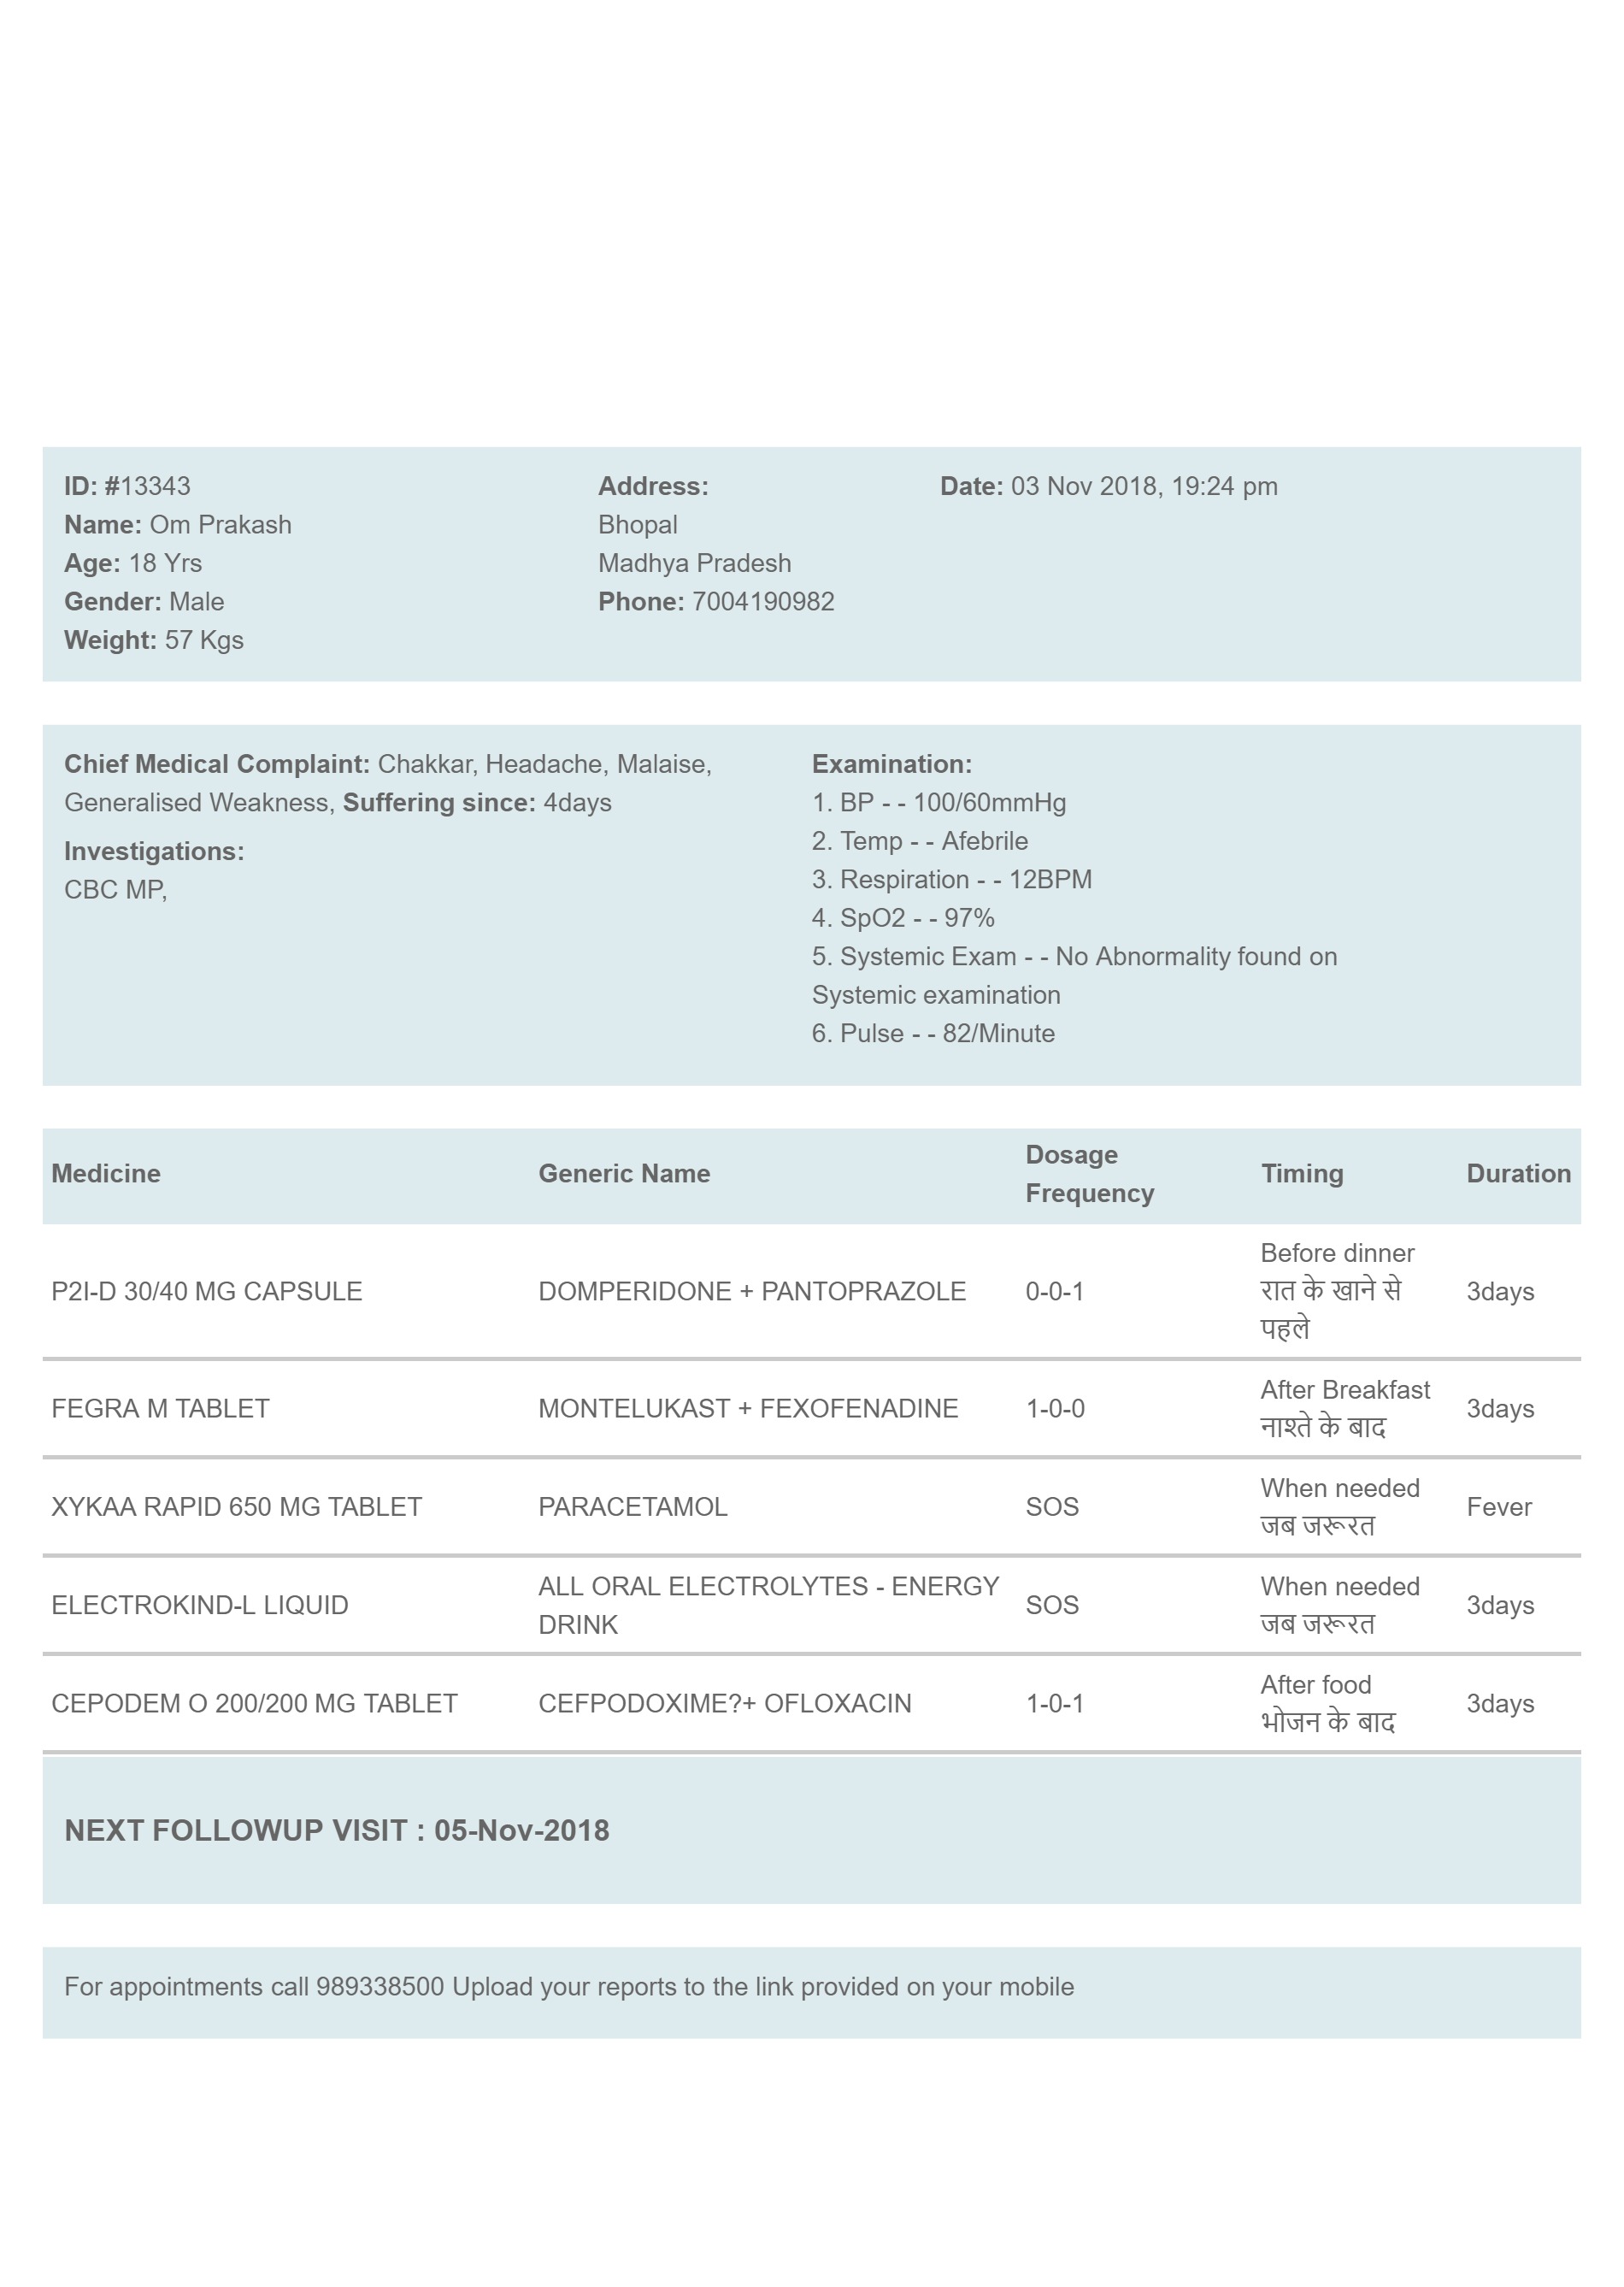 ID: #13343
Name: Om Prakash
Age: 18 Yrs
Gender: Male
Weight: 57 Kgs
Address:
Bhopal
Madhya Pradesh
Phone: 7004190982
Date: 03 Nov 2018, 19:24 pm
Chief Medical Complaint: Chakkar, Headache, Malaise,
Generalised Weakness, Suffering since: 4days
Investigations:
CBC MP,
Examination:
1. BP - - 100/60mmHg
2. Temp - - Afebrile
3. Respiration - - 12BPM
4. SpO2 - - 97%
5. Systemic Exam - - No Abnormality found on
Systemic examination
6. Pulse - - 82/Minute
Medicine Generic Name Dosage Frequency Timing Duration
P2I-D 30/40 MG CAPSULE DOMPERIDONE + PANTOPRAZOLE 0-0-1 Before dinner रात के खाने से पहले 3days
FEGRA M TABLET MONTELUKAST + FEXOFENADINE 1-0-0 After Breakfast नाश्ते के बाद 3days
XYKAA RAPID 650 MG TABLET PARACETAMOL SOS When needed जब जरूरत Fever
ELECTROKIND-L LIQUID ALL ORAL ELECTROLYTES - ENERGY DRINK SOS When needed जब जरूरत 3days
CEPODEM O 200/200 MG TABLET CEFPODOXIME?+ OFLOXACIN 1-0-1 After food भोजन के बाद 3days
NEXT FOLLOWUP VISIT : 05-Nov-2018
For appointments call 989338500 Upload your reports to the link provided on your mobile